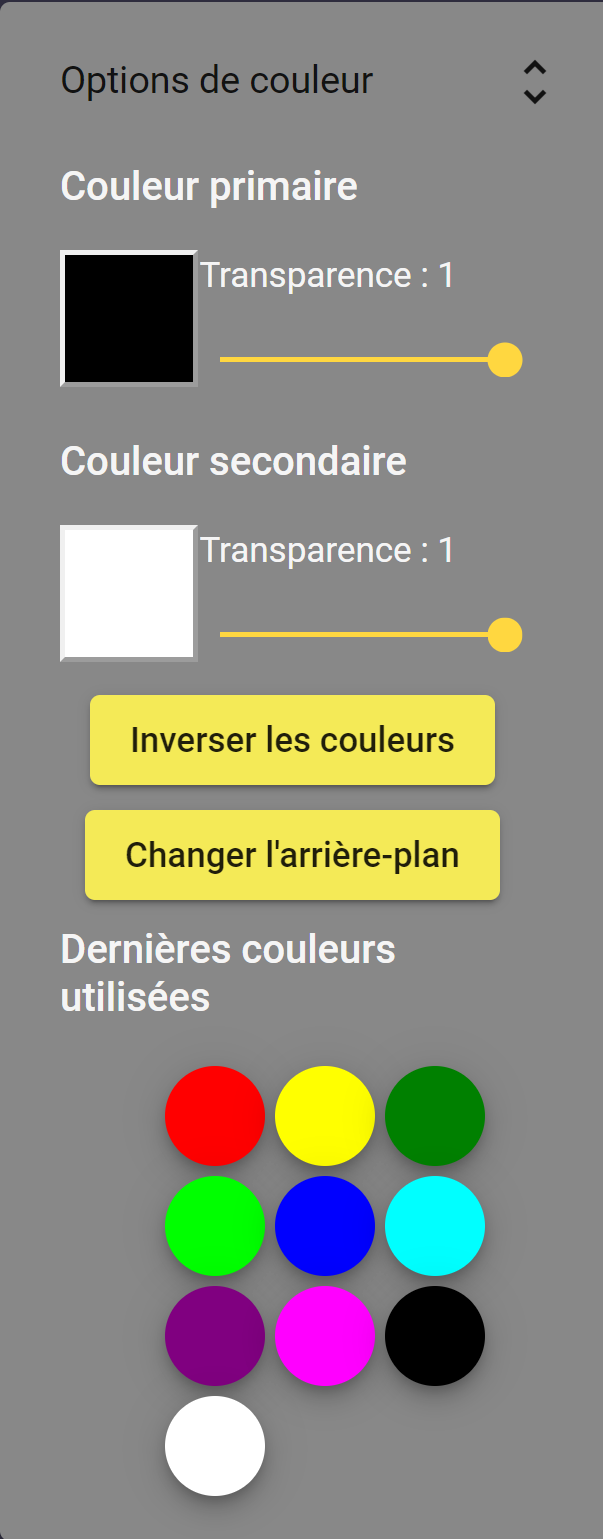 Options de couleur
Couleur primaire
Transparence : 1
Couleur secondaire
Transparence : 1
Inverser les couleurs
Changer l'arrière-plan
Dernières couleurs
utilisées